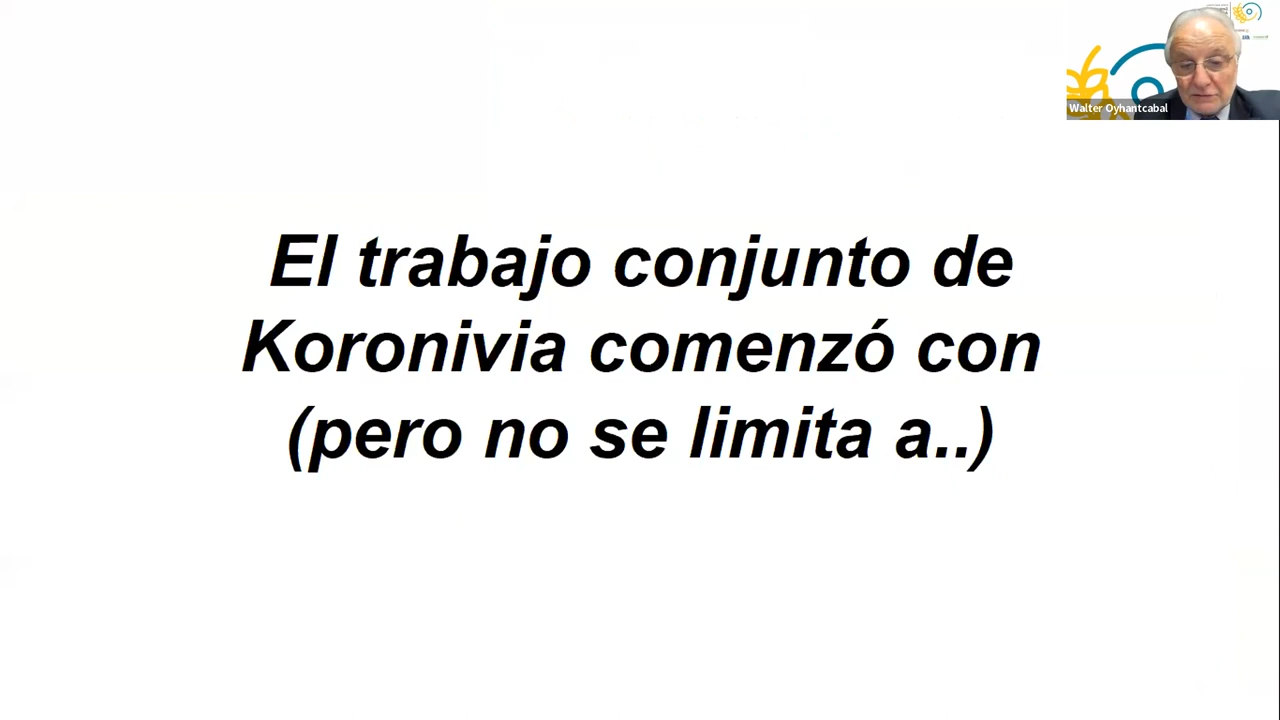 Walter Oyhantcabal
El trabajo conjunto de
Koronivia comenzó con
(pero no se limita a..)